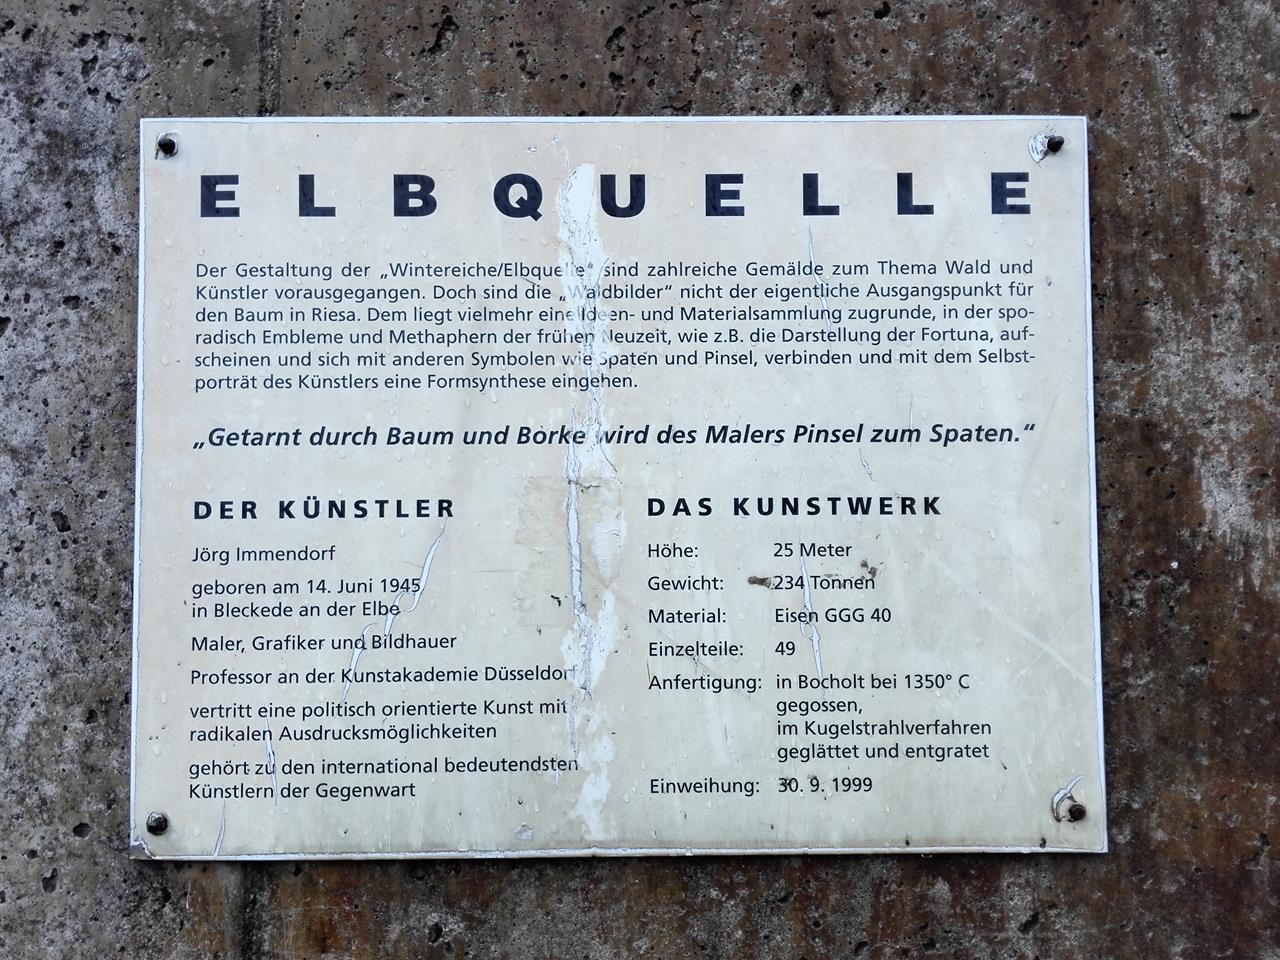 ELBQUELLE
Der Gestaltung der „Wintereiche/Elbquelle“ sind zahlreiche Gemälde zum Thema Wald und
Künstler vorausgegangen. Doch sind die „Waldbilder“ nicht der eigentliche Ausgangspunkt für
den Baum in Riesa. Dem liegt vielmehr eine Ideen- und Materialsammlung zugrunde, in der spo-
radisch Embleme und Methaphern der frühen Neuzeit, wie z.B. die Darstellung der Fortuna, auf-
scheinen und sich mit anderen Symbolen wie Spaten und Pinsel, verbinden und mit dem Selbst-
porträt des Künstlers eine Formsynthese eingehen.
„Getarnt durch Baum und Borke wird des Malers Pinsel zum Spaten.“
DER KÜNSTLER
Jörg Immendorf
geboren am 14. Juni 1945
in Bleckede an der Elbe
Maler, Grafiker und Bildhauer
Professor an der Kunstakademie Düsseldorf
vertritt eine politisch orientierte Kunst mit
radikalen Ausdrucksmöglichkeiten
gehört zu den international bedeutendsten
Künstlern der Gegenwart
DAS KUNSTWERK
Höhe: 25 Meter
Gewicht: 234 Tonnen
Material: Eisen GGG 40
Einzelteile: 49
Anfertigung: in Bocholt bei 1350° C
gegossen,
im Kugelstrahlverfahren
geglättet und entgratet
Einweihung: 30. 9. 1999